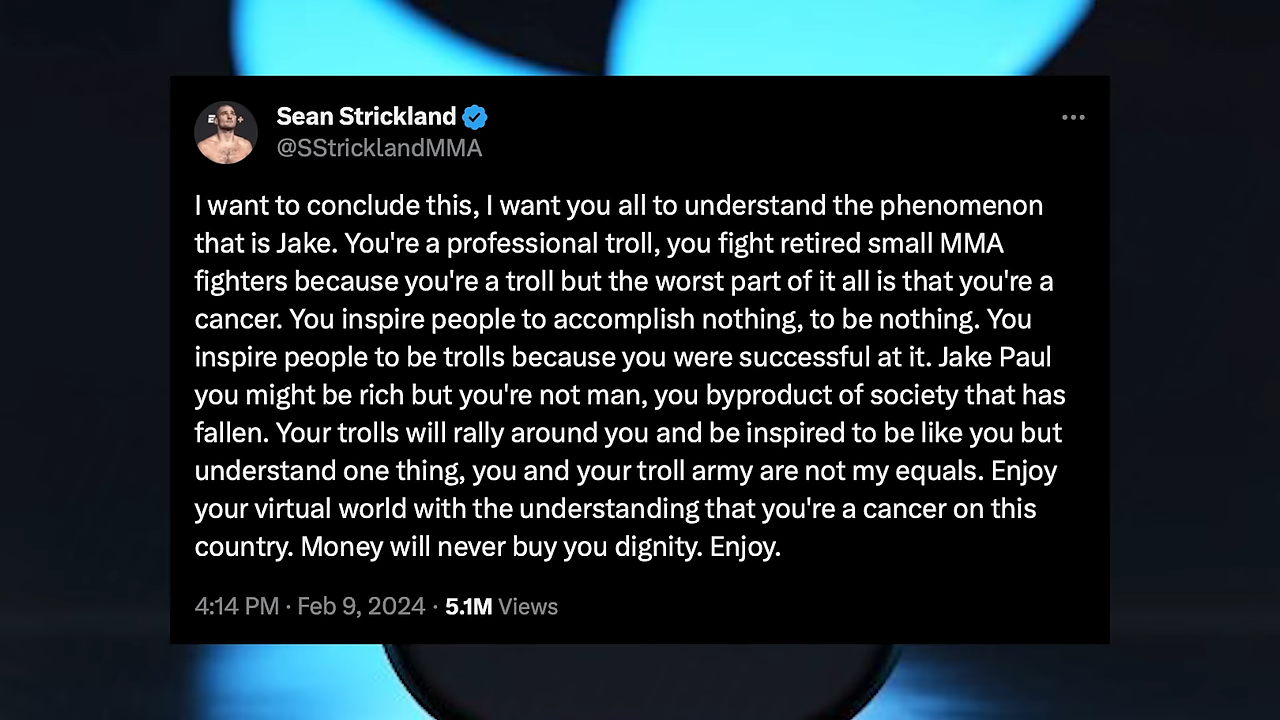 Sean Strickland
@SStricklandMMA
I want to conclude this, I want you all to understand the phenomenon
that is Jake. You're a professional troll, you fight retired small MMA
fighters because you're a troll but the worst part of it all is that you're a
cancer. You inspire people to accomplish nothing, to be nothing. You
inspire people to be trolls because you were successful at it. Jake Paul
you might be rich but you're not man, you byproduct of society that has
fallen. Your trolls will rally around you and be inspired to be like you but
understand one thing, you and your troll army are not my equals. Enjoy
your virtual world with the understanding that you're a cancer on this
country. Money will never buy you dignity. Enjoy.
4:14 PM · Feb 9, 2024 · 5.1M Views